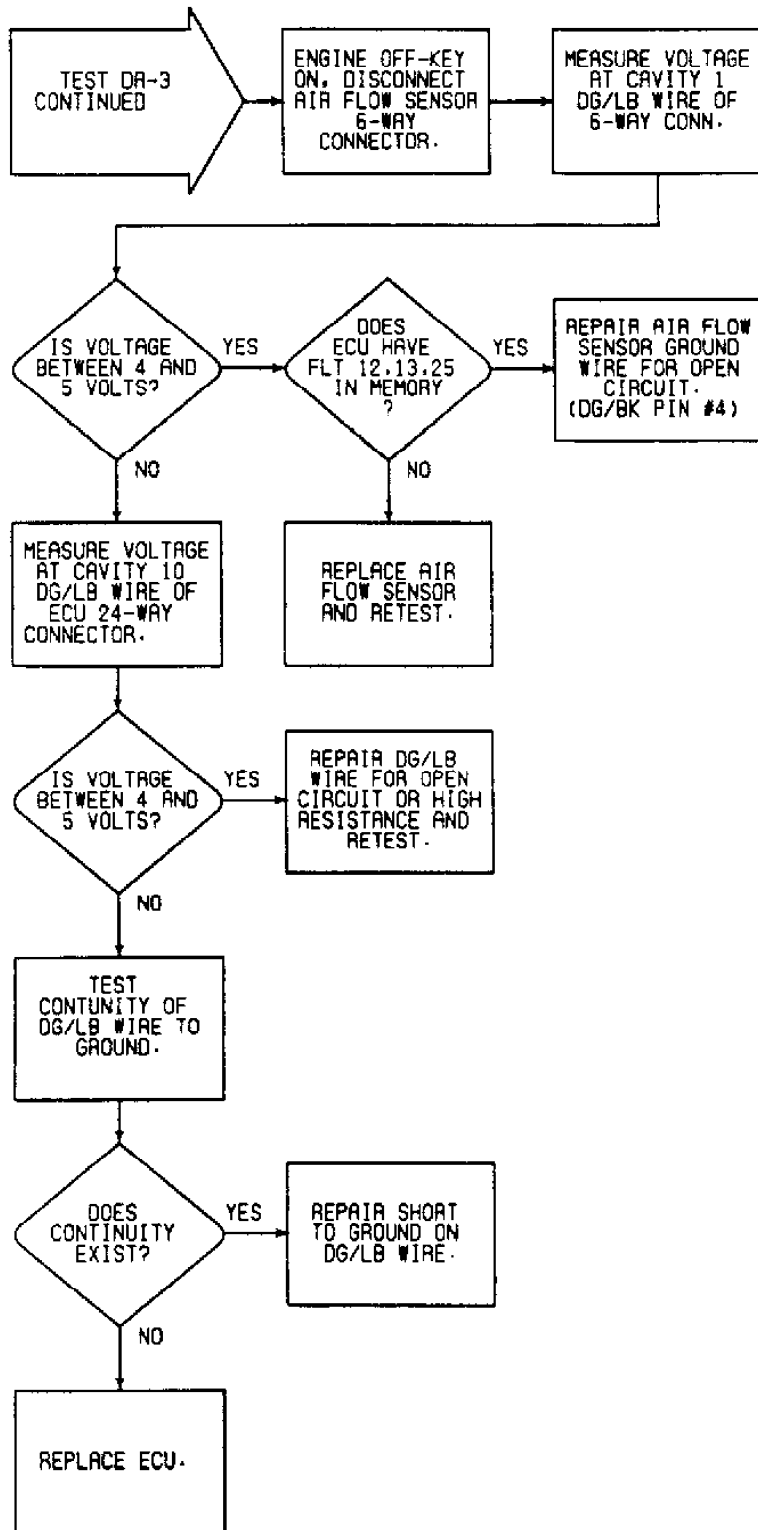 TEST DA-3
CONTINUED
ENGINE OFF-KEY
ON, DISCONNECT
AIR FLOW SENSOR
6-WAY
CONNECTOR.
MEASURE VOLTAGE
AT CAVITY 1
DG/LB WIRE OF
6-WAY CONN.
IS VOLTAGE
BETWEEN 4 AND
5 VOLTS?
YES
NO
DOES
ECU HAVE
FLT 12,13,25
IN MEMORY
?
YES
NO
REPAIR AIR FLOW
SENSOR GROUND
WIRE FOR OPEN
CIRCUIT.
(DG/BK PIN #4)
MEASURE VOLTAGE
AT CAVITY 10
DG/LB WIRE OF
ECU 24-WAY
CONNECTOR.
REPLACE AIR
FLOW SENSOR
AND RETEST.
IS VOLTAGE
BETWEEN 4 AND
5 VOLTS?
YES
NO
REPAIR DG/LB
WIRE FOR OPEN
CIRCUIT OR HIGH
RESISTANCE AND
RETEST.
TEST
CONTUNITY OF
DG/LB WIRE TO
GROUND.
DOES
CONTINUITY
EXIST?
YES
NO
REPAIR SHORT
TO GROUND ON
DG/LB WIRE.
REPLACE ECU.